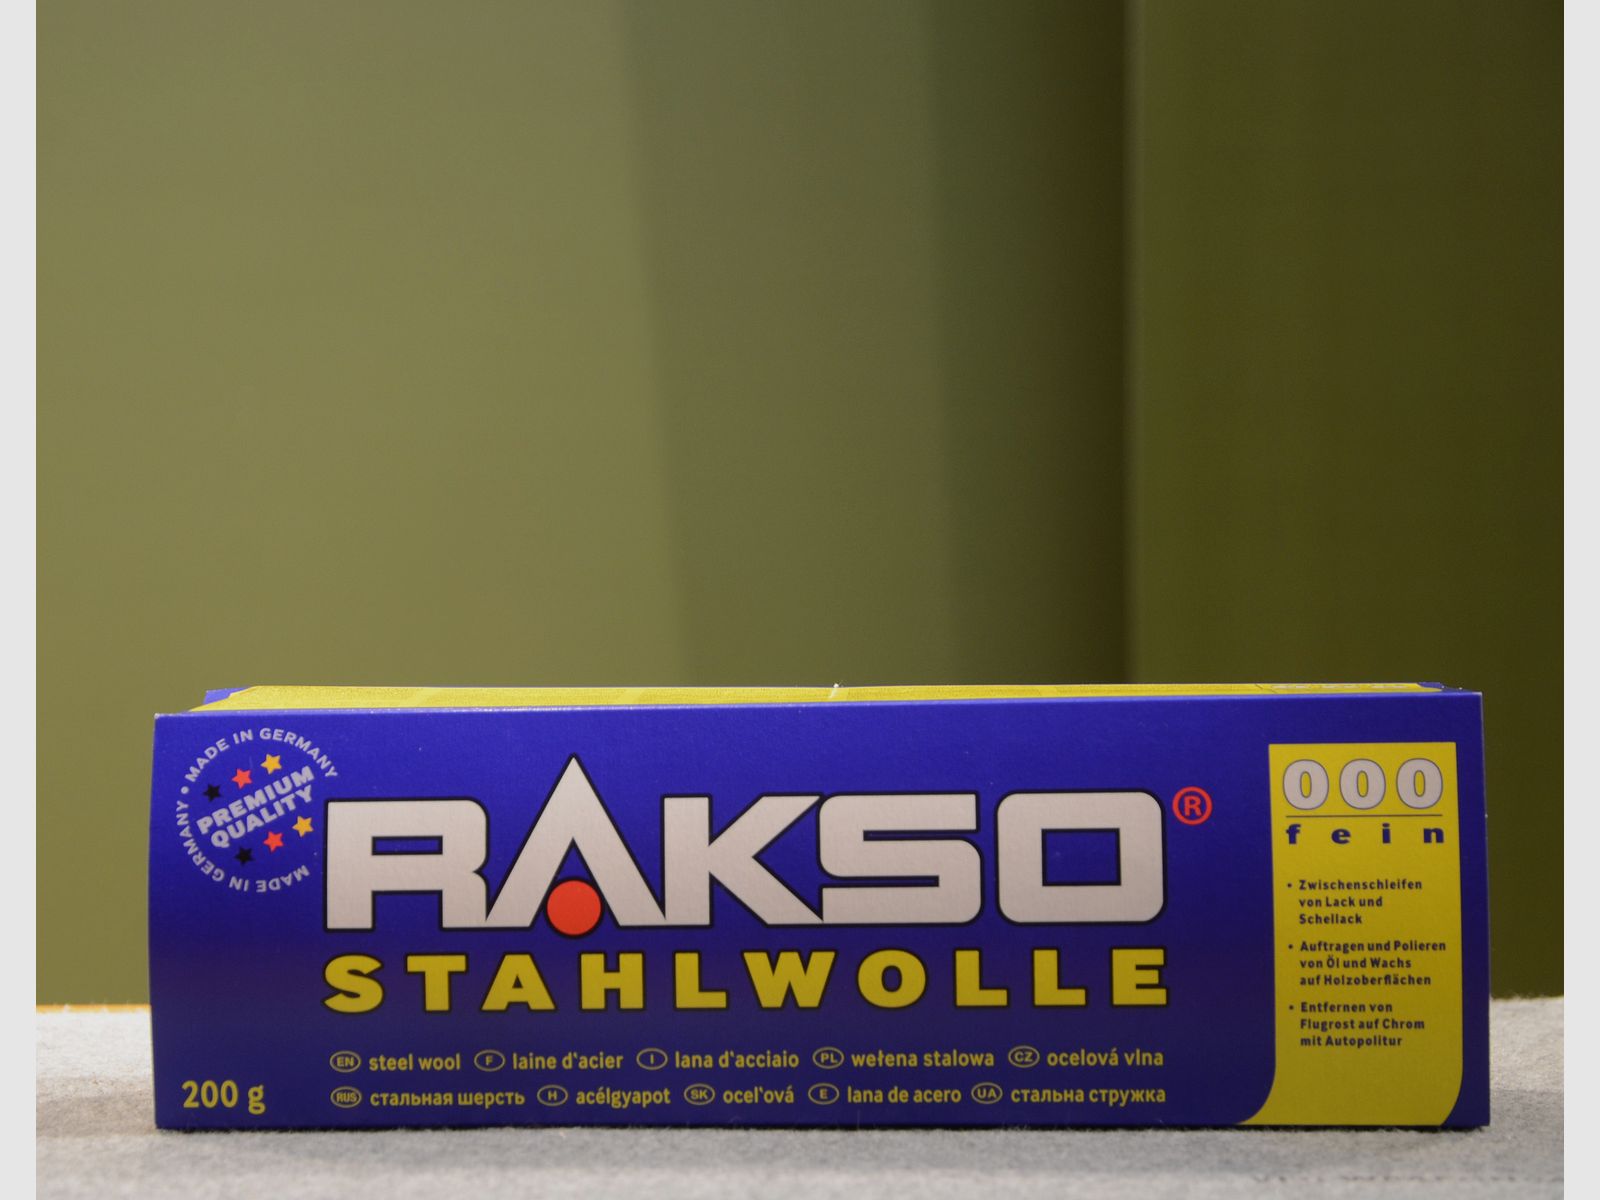 MADE IN GERMANY • MADE IN GERMANY
PREMIUM
QUALITY
RAKSO®
STAHLWOLLE
EN steel wool F laine d'acier I lana d'acciaio PL wełena stalowa CZ ocelová vlna
RUS стальная шерсть H acélgyapot SK ocel'ová E lana de acero UA стальна стружка
200 g
000
fein
• Zwischenschleifen
von Lack und
Schellack
• Auftragen und Polieren
von Öl und Wachs
auf Holzoberflächen
• Entfernen von
Flugrost auf Chrom
mit Autopolitur